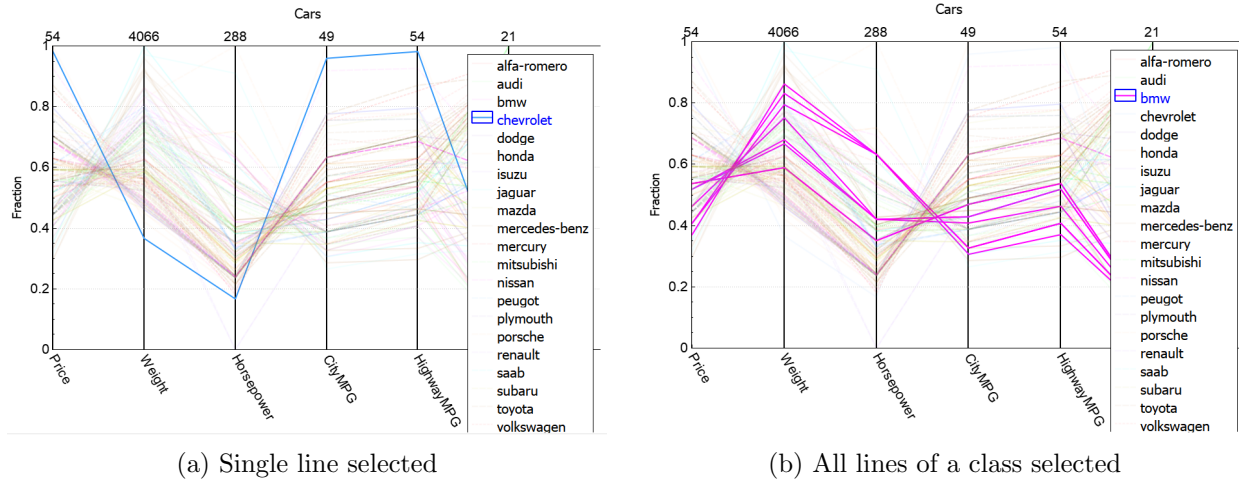 Cars
54 4066 288 49 54 21
1
0.8
0.6
0.4
0.2
0
Fraction
Price
Weight
Horsepower
CityMPG
HighwayMPG
alfa-romero
audi
bmw
chevrolet
dodge
honda
isuzu
jaguar
mazda
mercedes-benz
mercury
mitsubishi
nissan
peugot
plymouth
porsche
renault
saab
subaru
toyota
volkswagen
(a) Single line selected
Cars
54 4066 288 49 54 21
1
0.8
0.6
0.4
0.2
0
Fraction
Price
Weight
Horsepower
CityMPG
HighwayMPG
alfa-romero
audi
bmw
chevrolet
dodge
honda
isuzu
jaguar
mazda
mercedes-benz
mercury
mitsubishi
nissan
peugot
plymouth
porsche
renault
saab
subaru
toyota
volkswagen
(b) All lines of a class selected